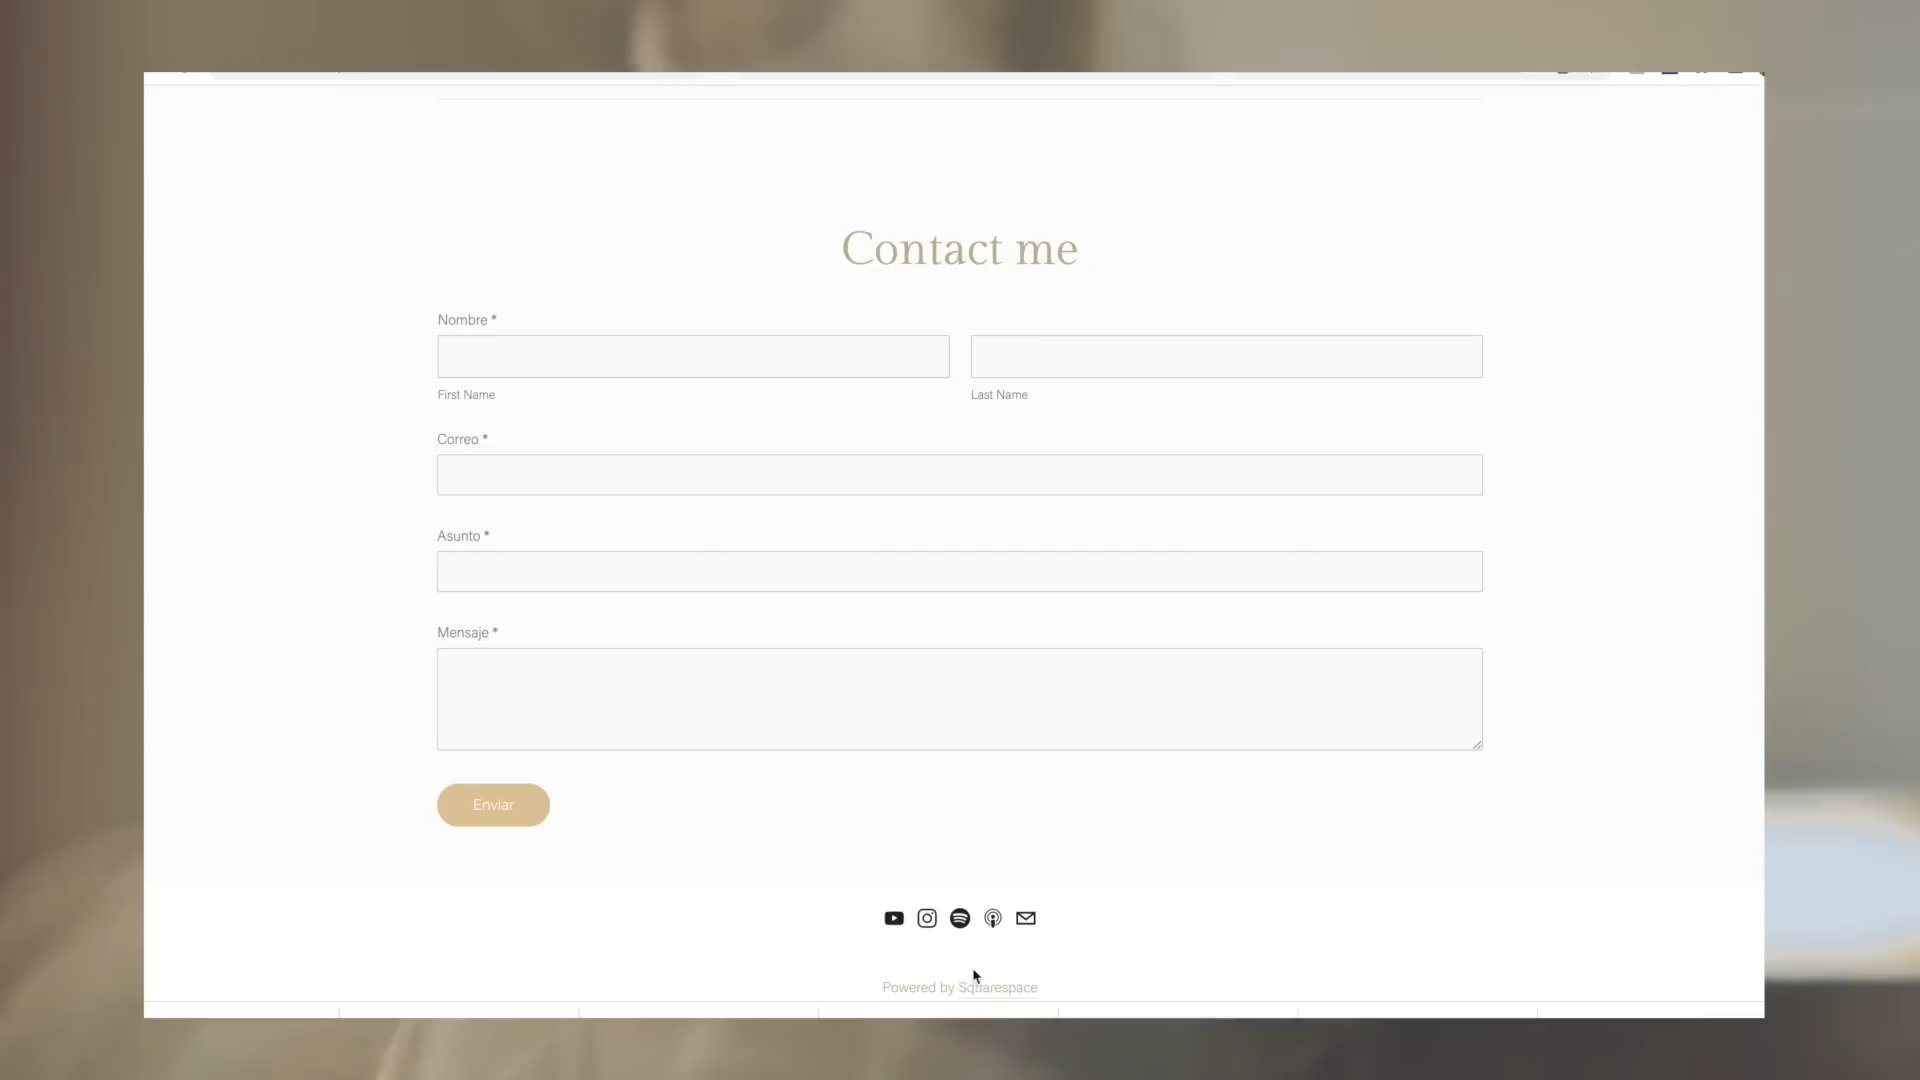 Contact me
Nombre *
First Name
Last Name
Correo *
Asunto *
Mensaje *
Enviar
Powered by Squarespace